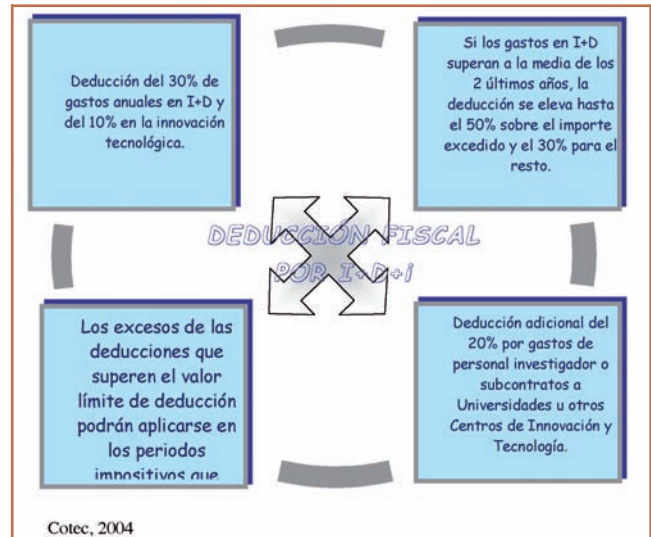 Deducción del 30% de
gastos anuales en I+D y
del 10% en la innovación
tecnológica.
Si los gastos en I+D
superan a la media de los
2 últimos años, la
deducción se eleva hasta
el 50% sobre el importe
excedido y el 30% para el
resto.
DEDUCCIÓN FISCAL
POR I+D+i
Los excesos de las
deducciones que
superen el valor
límite de deducción
podrán aplicarse en
los periodos
impositivos que
Deducción adicional del
20% por gastos de
personal investigador o
subcontratos a
Universidades u otros
Centros de Innovación y
Tecnología.
Cotec, 2004